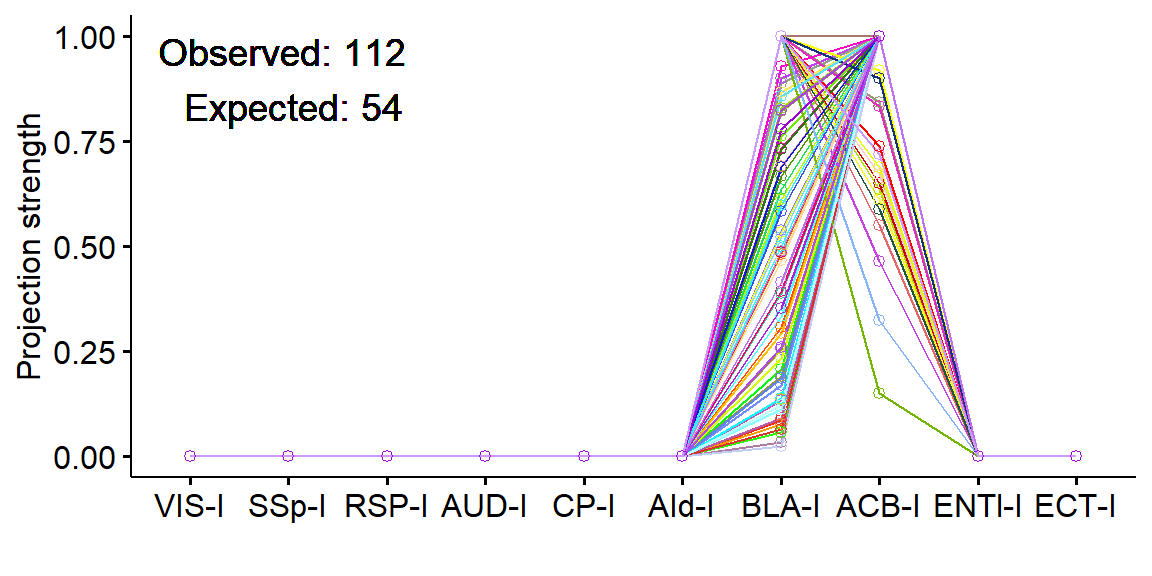 Observed: 112
Expected: 54
Projection strength
1.00
0.75
0.50
0.25
0.00
VIS-I SSp-I RSP-I AUD-I CP-I AId-I BLA-I ACB-I ENTl-I ECT-I